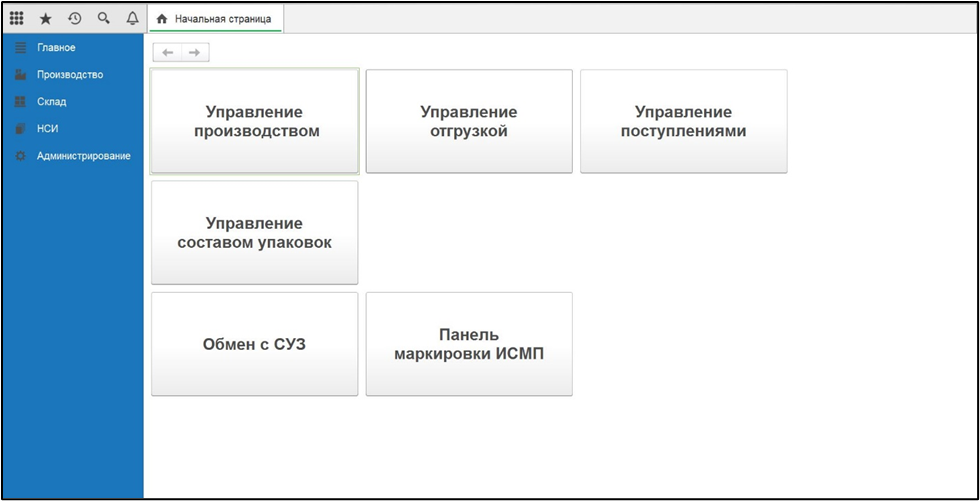 Начальная страница
Главное
Производство
Склад
НСИ
Администрирование
Управление
производством
Управление
отгрузкой
Управление
поступлениями
Управление
составом упаковок
Обмен с СУЗ
Панель
маркировки ИСМП